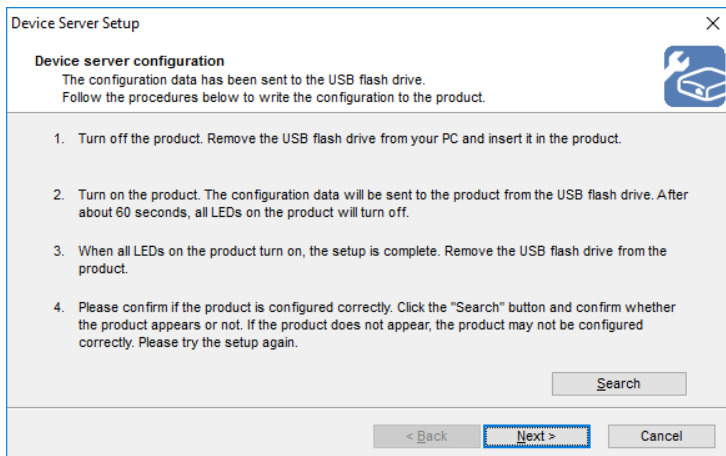 Device Server Setup
Device server configuration
The configuration data has been sent to the USB flash drive.
Follow the procedures below to write the configuration to the product.
1. Turn off the product. Remove the USB flash drive from your PC and insert it in the product.
2. Turn on the product. The configuration data will be sent to the product from the USB flash drive. After
about 60 seconds, all LEDs on the product will turn off.
3. When all LEDs on the product turn on, the setup is complete. Remove the USB flash drive from the
product.
4. Please confirm if the product is configured correctly. Click the "Search" button and confirm whether
the product appears or not. If the product does not appear, the product may not be configured
correctly. Please try the setup again.
Search
< Back Next > Cancel